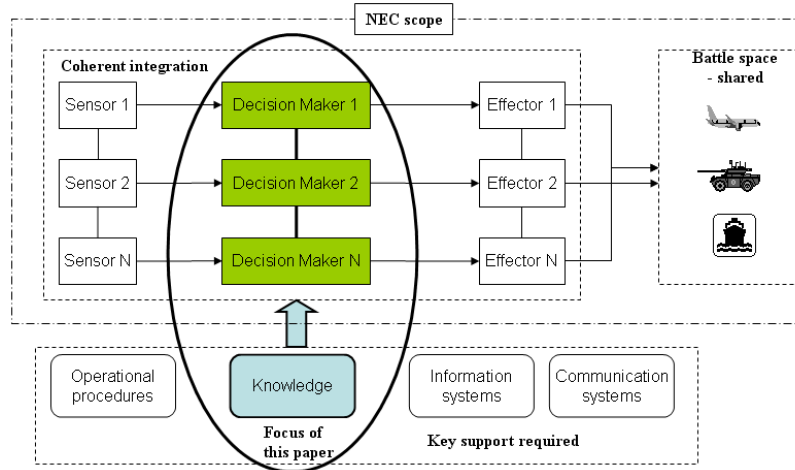 NEC scope
Coherent integration
Battle space
- shared
Sensor 1
Decision Maker 1
Effector 1
Sensor 2
Decision Maker 2
Effector 2
Sensor N
Decision Maker N
Effector N
Operational
procedures
Knowledge
Information
systems
Communication
systems
Focus of
this paper
Key support required